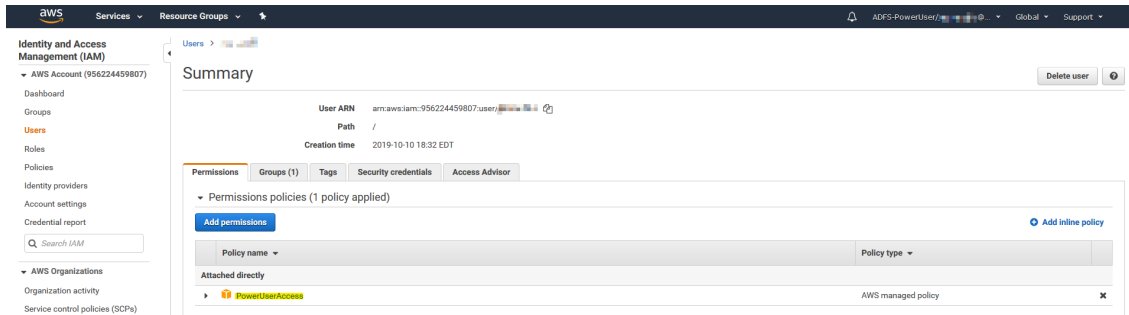 aws Services Resource Groups ADFS-PowerUser/ @... Global Support
Identity and Access Management (IAM)
AWS Account (956224459807)
Dashboard
Groups
Users
Roles
Policies
Identity providers
Account settings
Credential report
Search IAM
AWS Organizations
Organization activity
Service control policies (SCPs)
Users >
Summary
Delete user
User ARN arn:aws:iam::956224459807:user/
Path /
Creation time 2019-10-10 18:32 EDT
Permissions Groups (1) Tags Security credentials Access Advisor
Permissions policies (1 policy applied)
Add permissions Add inline policy
Policy name Policy type
Attached directly
PowerUserAccess AWS managed policy